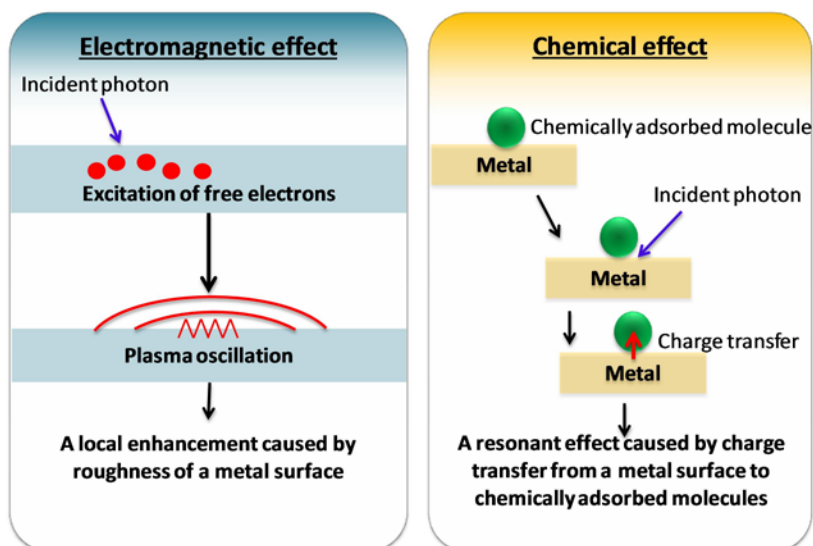 Electromagnetic effect
Incident photon
Excitation of free electrons
Plasma oscillation
A local enhancement caused by
roughness of a metal surface
Chemical effect
Chemically adsorbed molecule
Metal
Incident photon
Metal
Charge transfer
Metal
A resonant effect caused by charge
transfer from a metal surface to
chemically adsorbed molecules